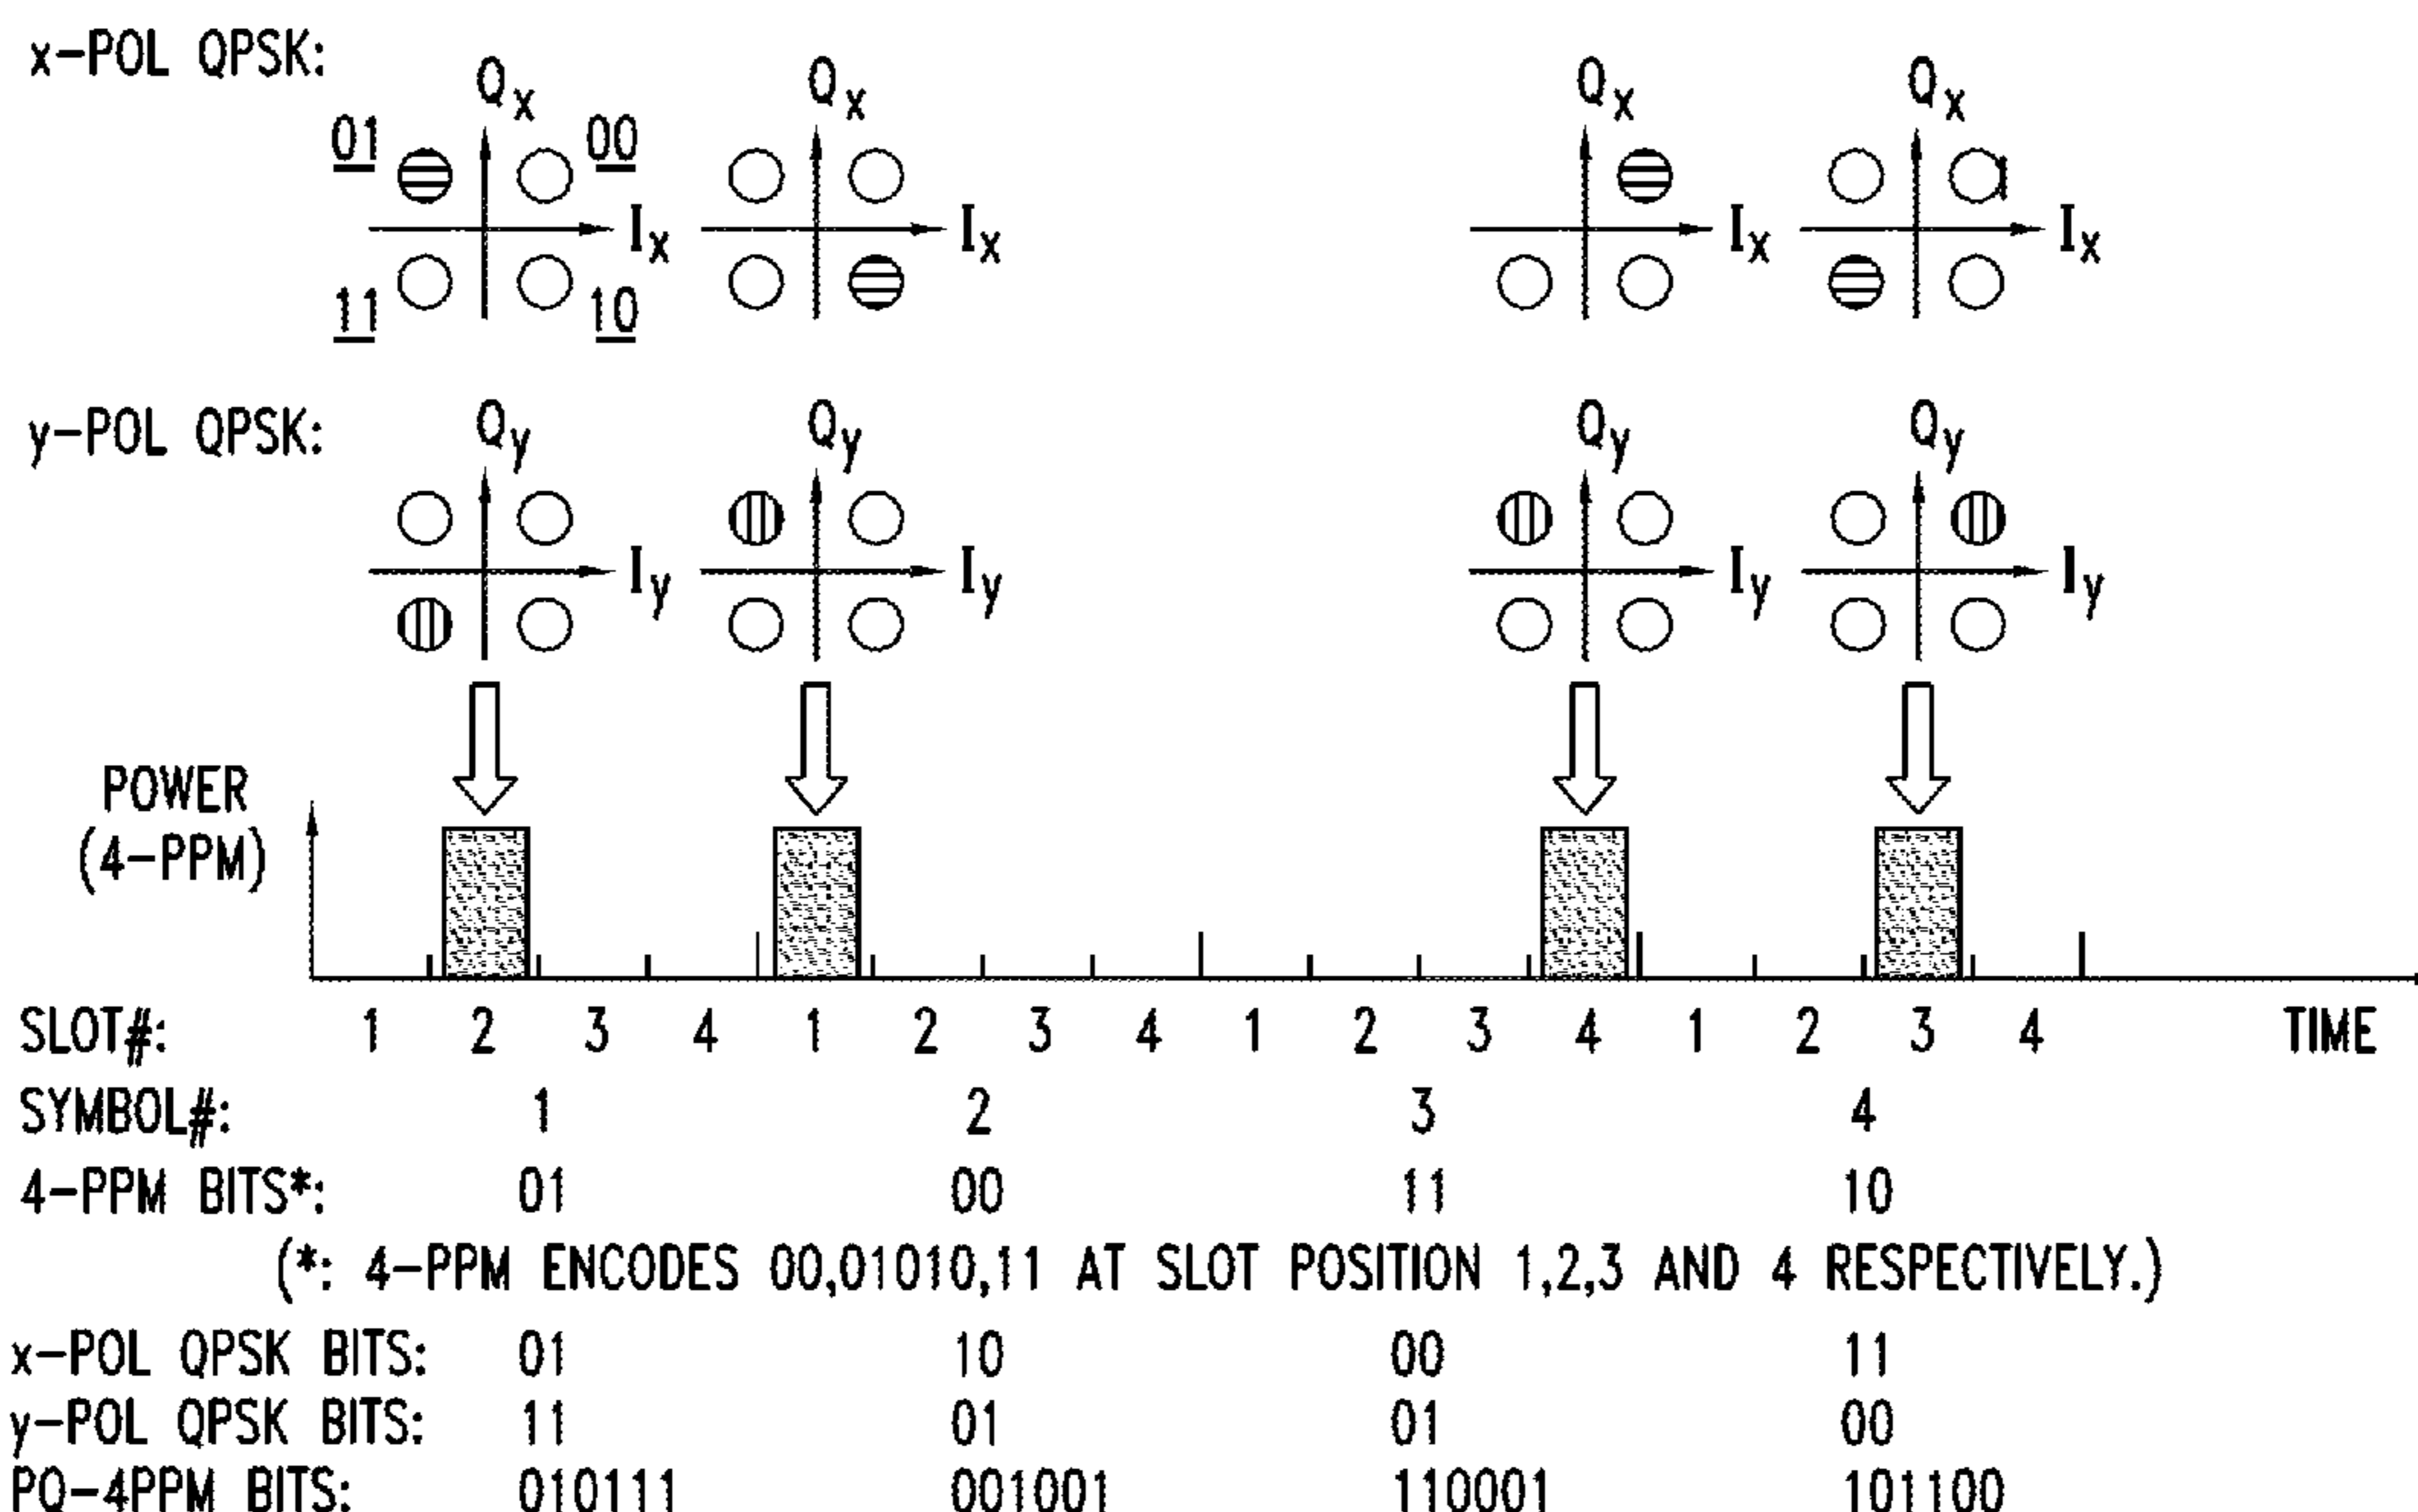 x-POL QPSK:
Qx Qx Qx Qx
01 00
Ix Ix Ix Ix
11 10
y-POL QPSK:
Qy Qy Qy Qy
Iy Iy Iy Iy
POWER
(4-PPM)
SLOT#: 1 2 3 4 1 2 3 4 1 2 3 4 1 2 3 4 TIME
SYMBOL#: 1 2 3 4
4-PPM BITS*: 01 00 11 10
(*: 4-PPM ENCODES 00,01010,11 AT SLOT POSITION 1,2,3 AND 4 RESPECTIVELY.)
x-POL QPSK BITS: 01 10 00 11
y-POL QPSK BITS: 11 01 01 00
PQ-4PPM BITS: 010111 001001 110001 101100